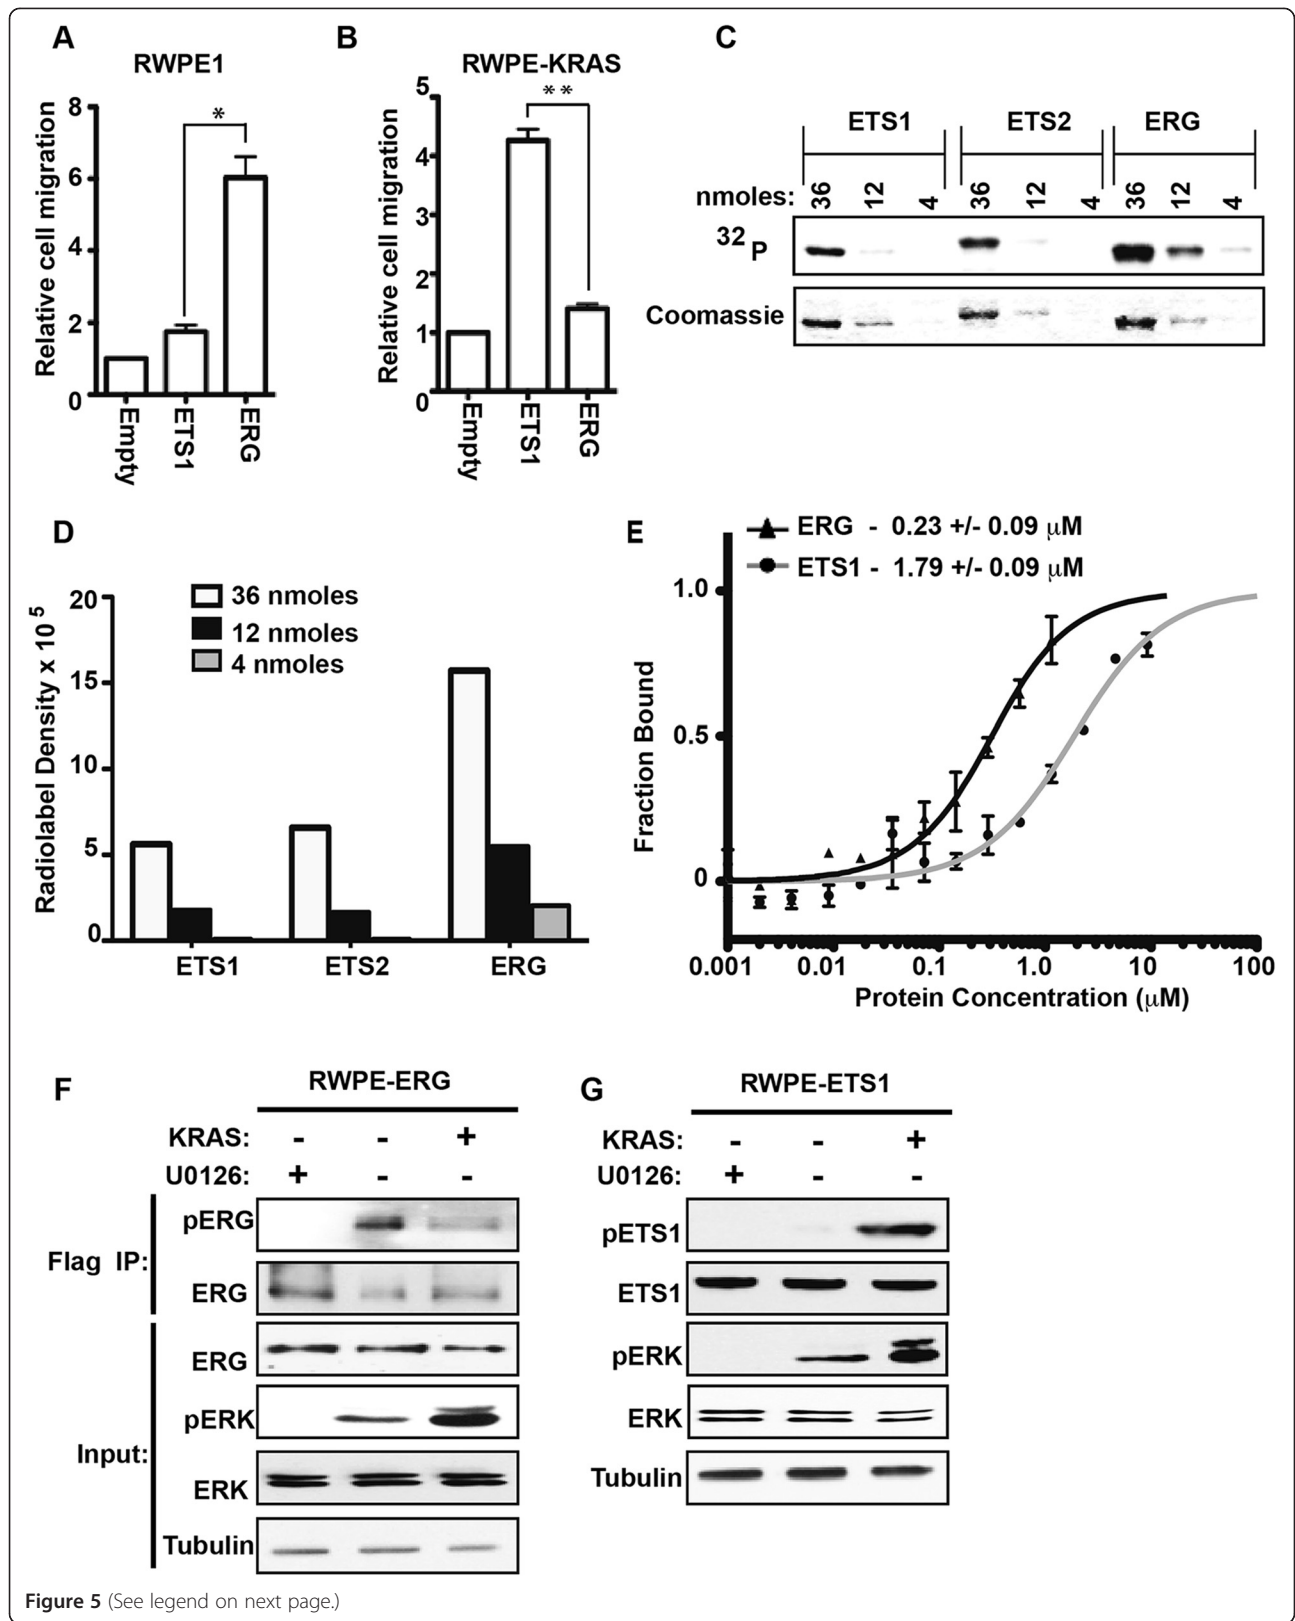 A
RWPE1
Relative cell migration
8
6
4
2
0
*
Empty
ETS1
ERG
B
RWPE-KRAS
Relative cell migration
5
4
3
2
1
0
**
Empty
ETS1
ERG
C
ETS1 ETS2 ERG
nmoles: 36 12 4 36 12 4 36 12 4
32P
Coomassie
D
Radiolabel Density x 10 5
20
15
10
5
0
36 nmoles
12 nmoles
4 nmoles
ETS1 ETS2 ERG
E
ERG - 0.23 +/- 0.09 μM
ETS1 - 1.79 +/- 0.09 μM
Fraction Bound
1.0
0.5
0
0.001 0.01 0.1 1.0 10 100
Protein Concentration (μM)
F
RWPE-ERG
KRAS: - - +
U0126: + - -
Flag IP:
pERG
ERG
Input:
ERG
pERK
ERK
Tubulin
G
RWPE-ETS1
KRAS: - - +
U0126: + - -
pETS1
ETS1
pERK
ERK
Tubulin
Figure 5 (See legend on next page.)